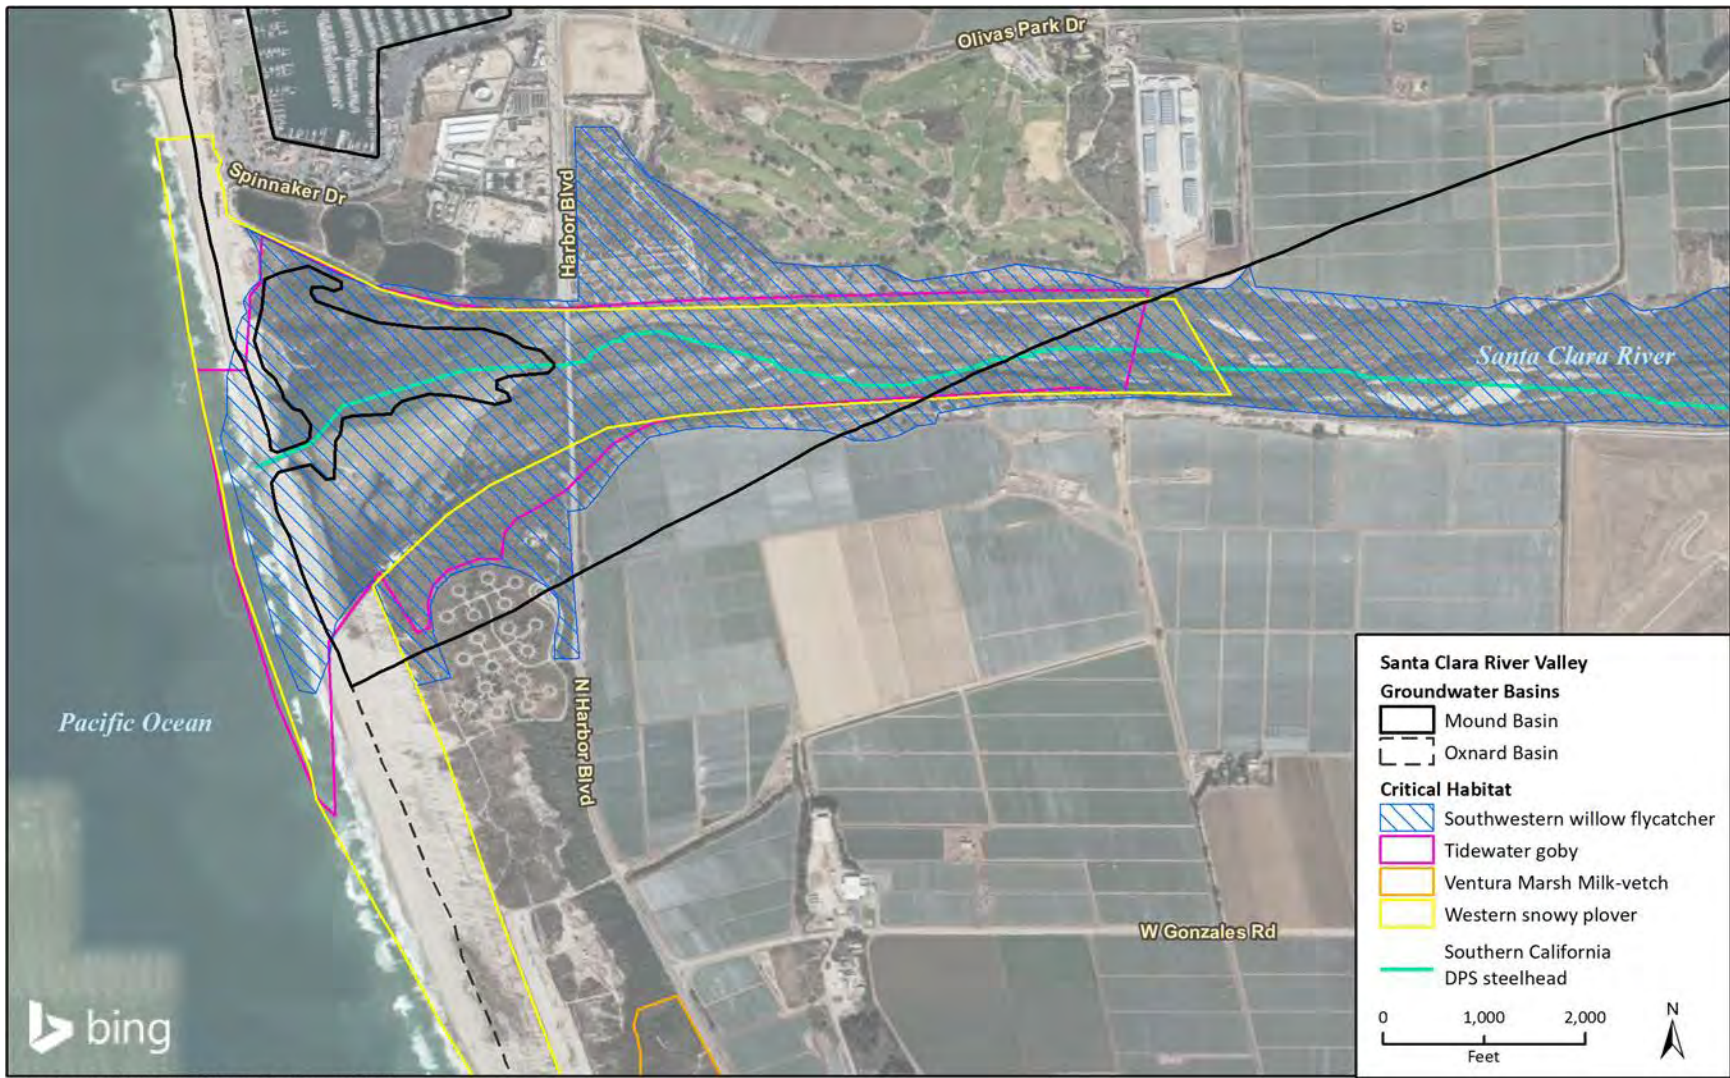 Olivas Park Dr
Spinnaker Dr
Harbor Blvd
Santa Clara River
N Harbor Blvd
Pacific Ocean
W Gonzales Rd
bing
Santa Clara River Valley
Groundwater Basins
Mound Basin
Oxnard Basin
Critical Habitat
Southwestern willow flycatcher
Tidewater goby
Ventura Marsh Milk-vetch
Western snowy plover
Southern California
DPS steelhead
0 1,000 2,000
Feet
N